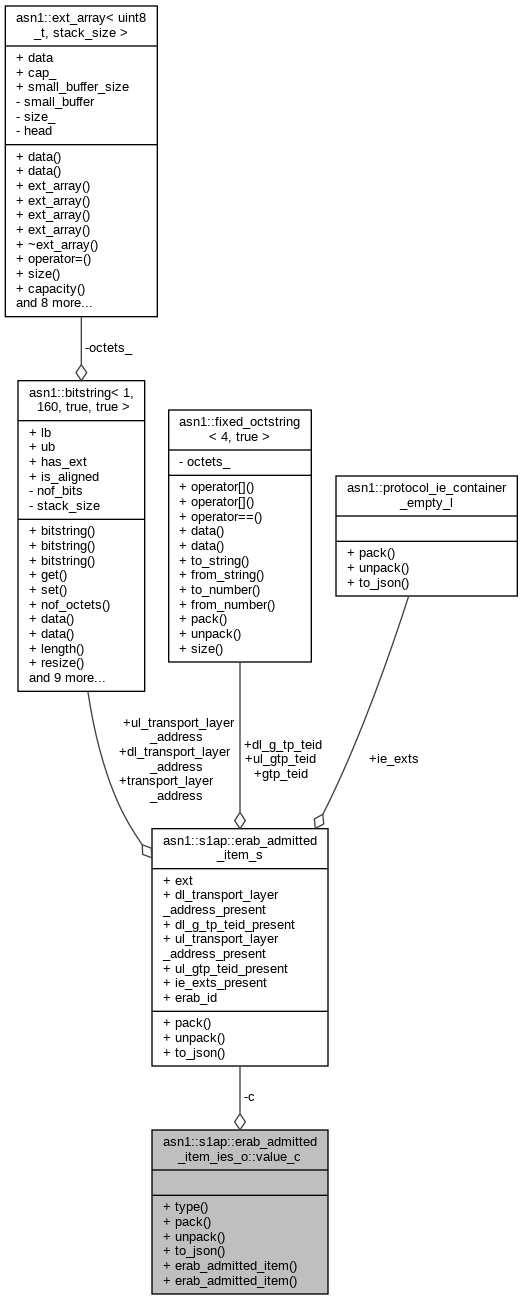 asn1::ext_array< uint8
_t, stack_size >
+ data
+ cap_
+ small_buffer_size
- small_buffer
- size_
- head
+ data()
+ data()
+ ext_array()
+ ext_array()
+ ext_array()
+ ext_array()
+ ~ext_array()
+ operator=()
+ size()
+ capacity()
and 8 more...
-octets_
asn1::bitstring< 1,
160, true, true >
+ lb
+ ub
+ has_ext
+ is_aligned
- nof_bits
- stack_size
+ bitstring()
+ bitstring()
+ bitstring()
+ get()
+ set()
+ nof_octets()
+ data()
+ data()
+ length()
+ resize()
and 9 more...
asn1::fixed_octstring
< 4, true >
- octets_
+ operator[]()
+ operator[]()
+ operator==()
+ data()
+ data()
+ to_string()
+ from_string()
+ to_number()
+ from_number()
+ pack()
+ unpack()
+ size()
asn1::protocol_ie_container
_empty_l
+ pack()
+ unpack()
+ to_json()
+ul_transport_layer
_address
+dl_transport_layer
_address
+transport_layer
_address
+dl_g_tp_teid
+ul_gtp_teid
+gtp_teid
+ie_exts
asn1::s1ap::erab_admitted
_item_s
+ ext
+ dl_transport_layer
_address_present
+ dl_g_tp_teid_present
+ ul_transport_layer
_address_present
+ ul_gtp_teid_present
+ ie_exts_present
+ erab_id
+ pack()
+ unpack()
+ to_json()
-c
asn1::s1ap::erab_admitted
_item_ies_o::value_c
+ type()
+ pack()
+ unpack()
+ to_json()
+ erab_admitted_item()
+ erab_admitted_item()